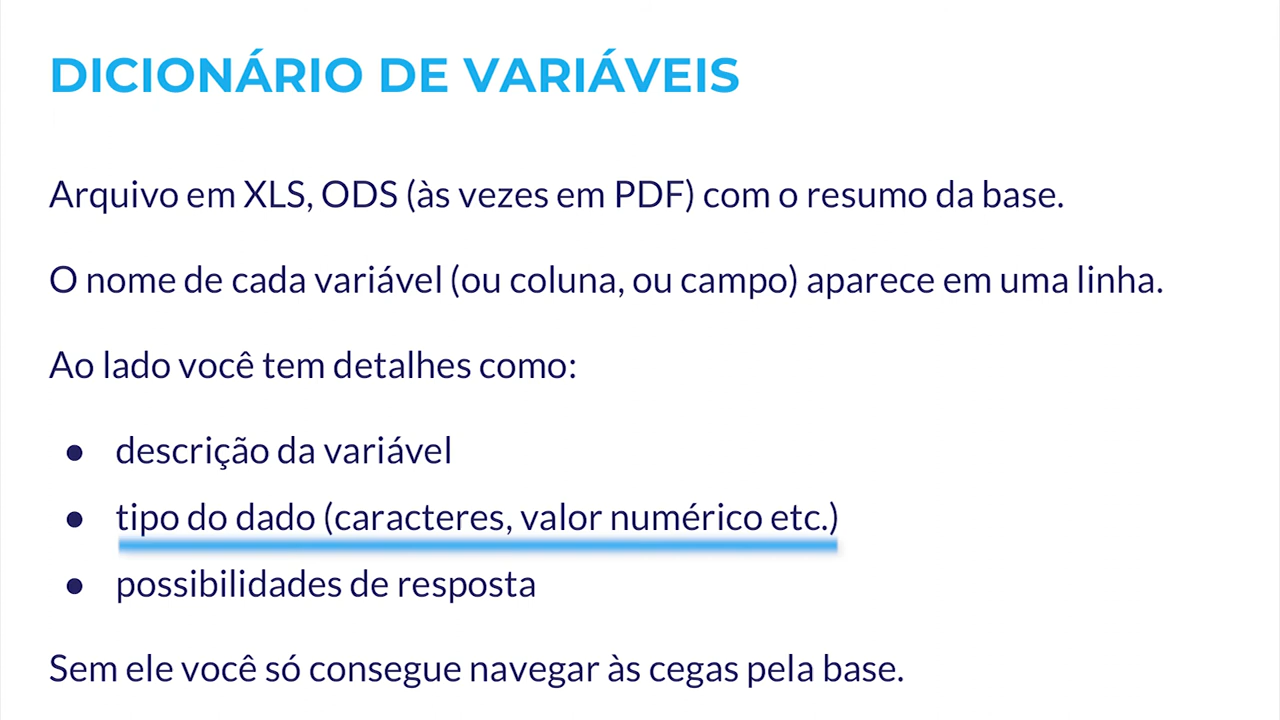 DICIONÁRIO DE VARIÁVEIS
Arquivo em XLS, ODS (às vezes em PDF) com o resumo da base.
O nome de cada variável (ou coluna, ou campo) aparece em uma linha.
Ao lado você tem detalhes como:
● descrição da variável
● tipo do dado (caracteres, valor numérico etc.)
● possibilidades de resposta
Sem ele você só consegue navegar às cegas pela base.